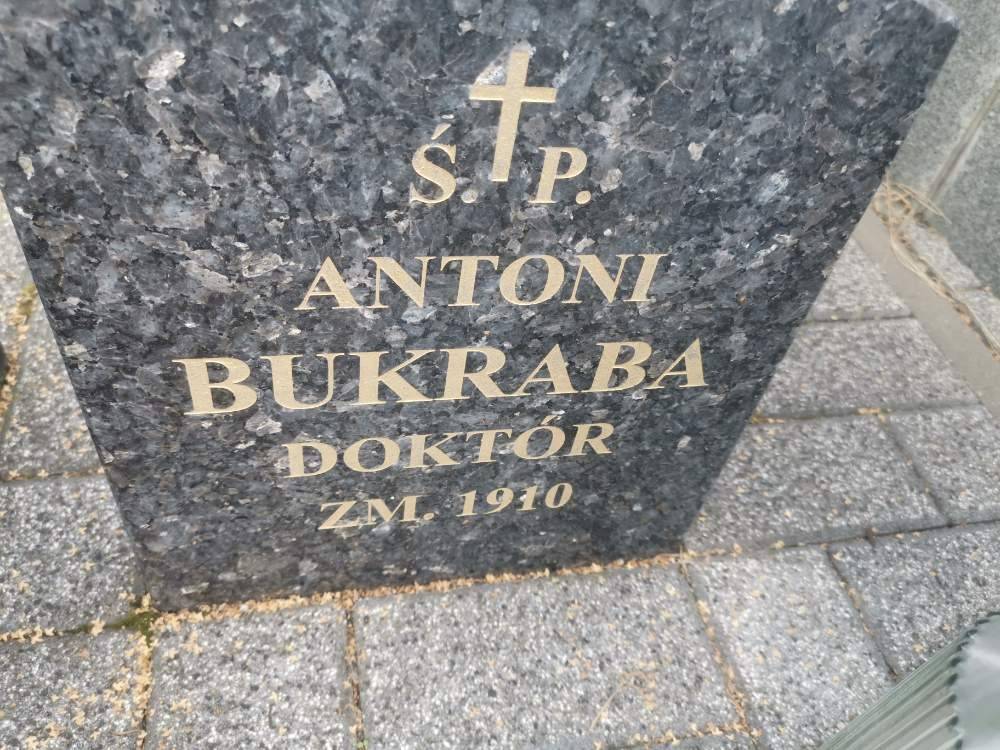 Ś. P.
ANTONI
BUKRABA
DOKTÓR
ZM. 1910